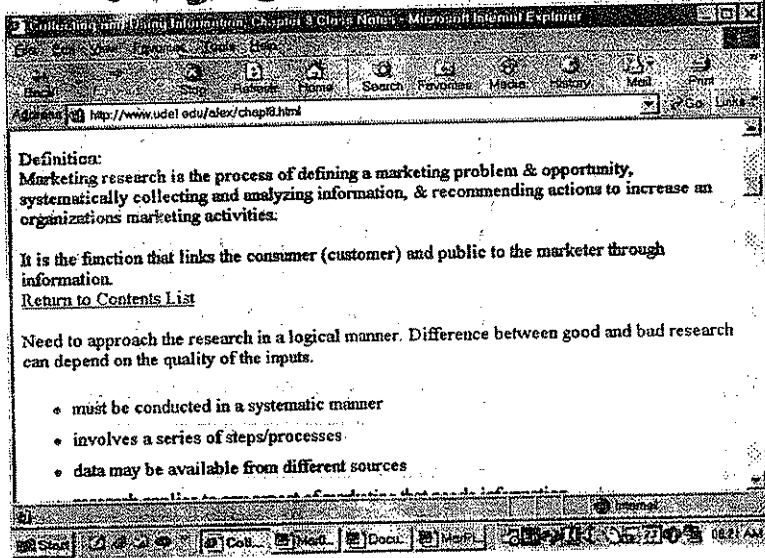 Collecting and Using Information, Chapter 8 Class Notes - Microsoft Internet Explorer
File Edit View Favorites Tools Help
Back Stop Refresh Home Search Favorites Media History Mail Print
Address http://www.udel.edu/alex/chapt8.html Go Links
Definition:
Marketing research is the process of defining a marketing problem & opportunity,
systematically collecting and analyzing information, & recommending actions to increase an
organizations marketing activities.
It is the function that links the consumer (customer) and public to the marketer through
information.
Return to Contents List
Need to approach the research in a logical manner. Difference between good and bad research
can depend on the quality of the inputs.
must be conducted in a systematic manner
involves a series of steps/processes
data may be available from different sources
Internet
Start Coll... Docu... 08:21 AM